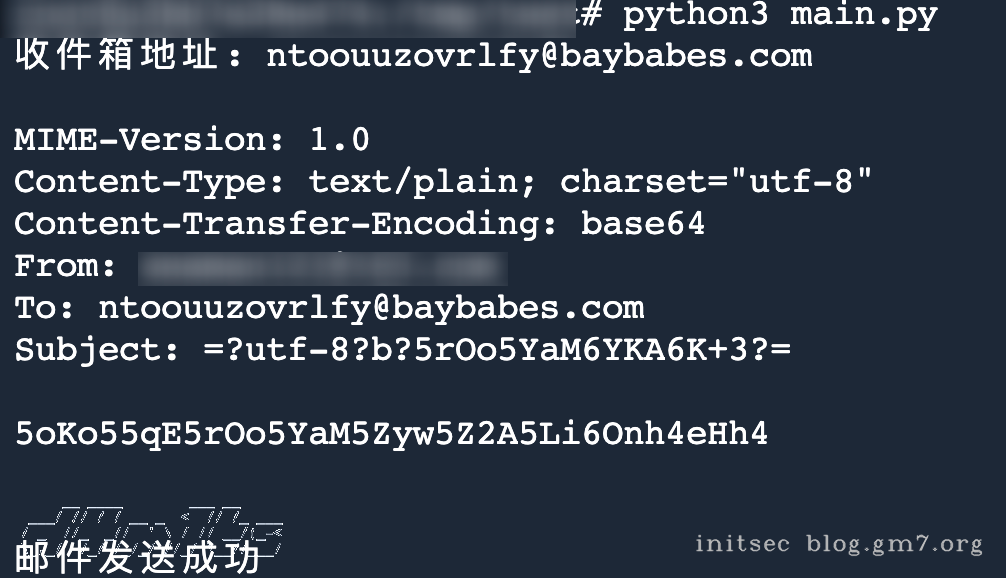 # python3 main.py
收件箱地址: ntoouuzovrlfy@baybabes.com
MIME-Version: 1.0
Content-Type: text/plain; charset="utf-8"
Content-Transfer-Encoding: base64
From:
To: ntoouuzovrlfy@baybabes.com
Subject: =?utf-8?b?5rOo5YaM6YKA6K+3?=
5oKo55qE5rOo5YaM5Zyw5Z2A5Li6Onh4eHh4
邮件发送成功
initsec blog.gm7.org